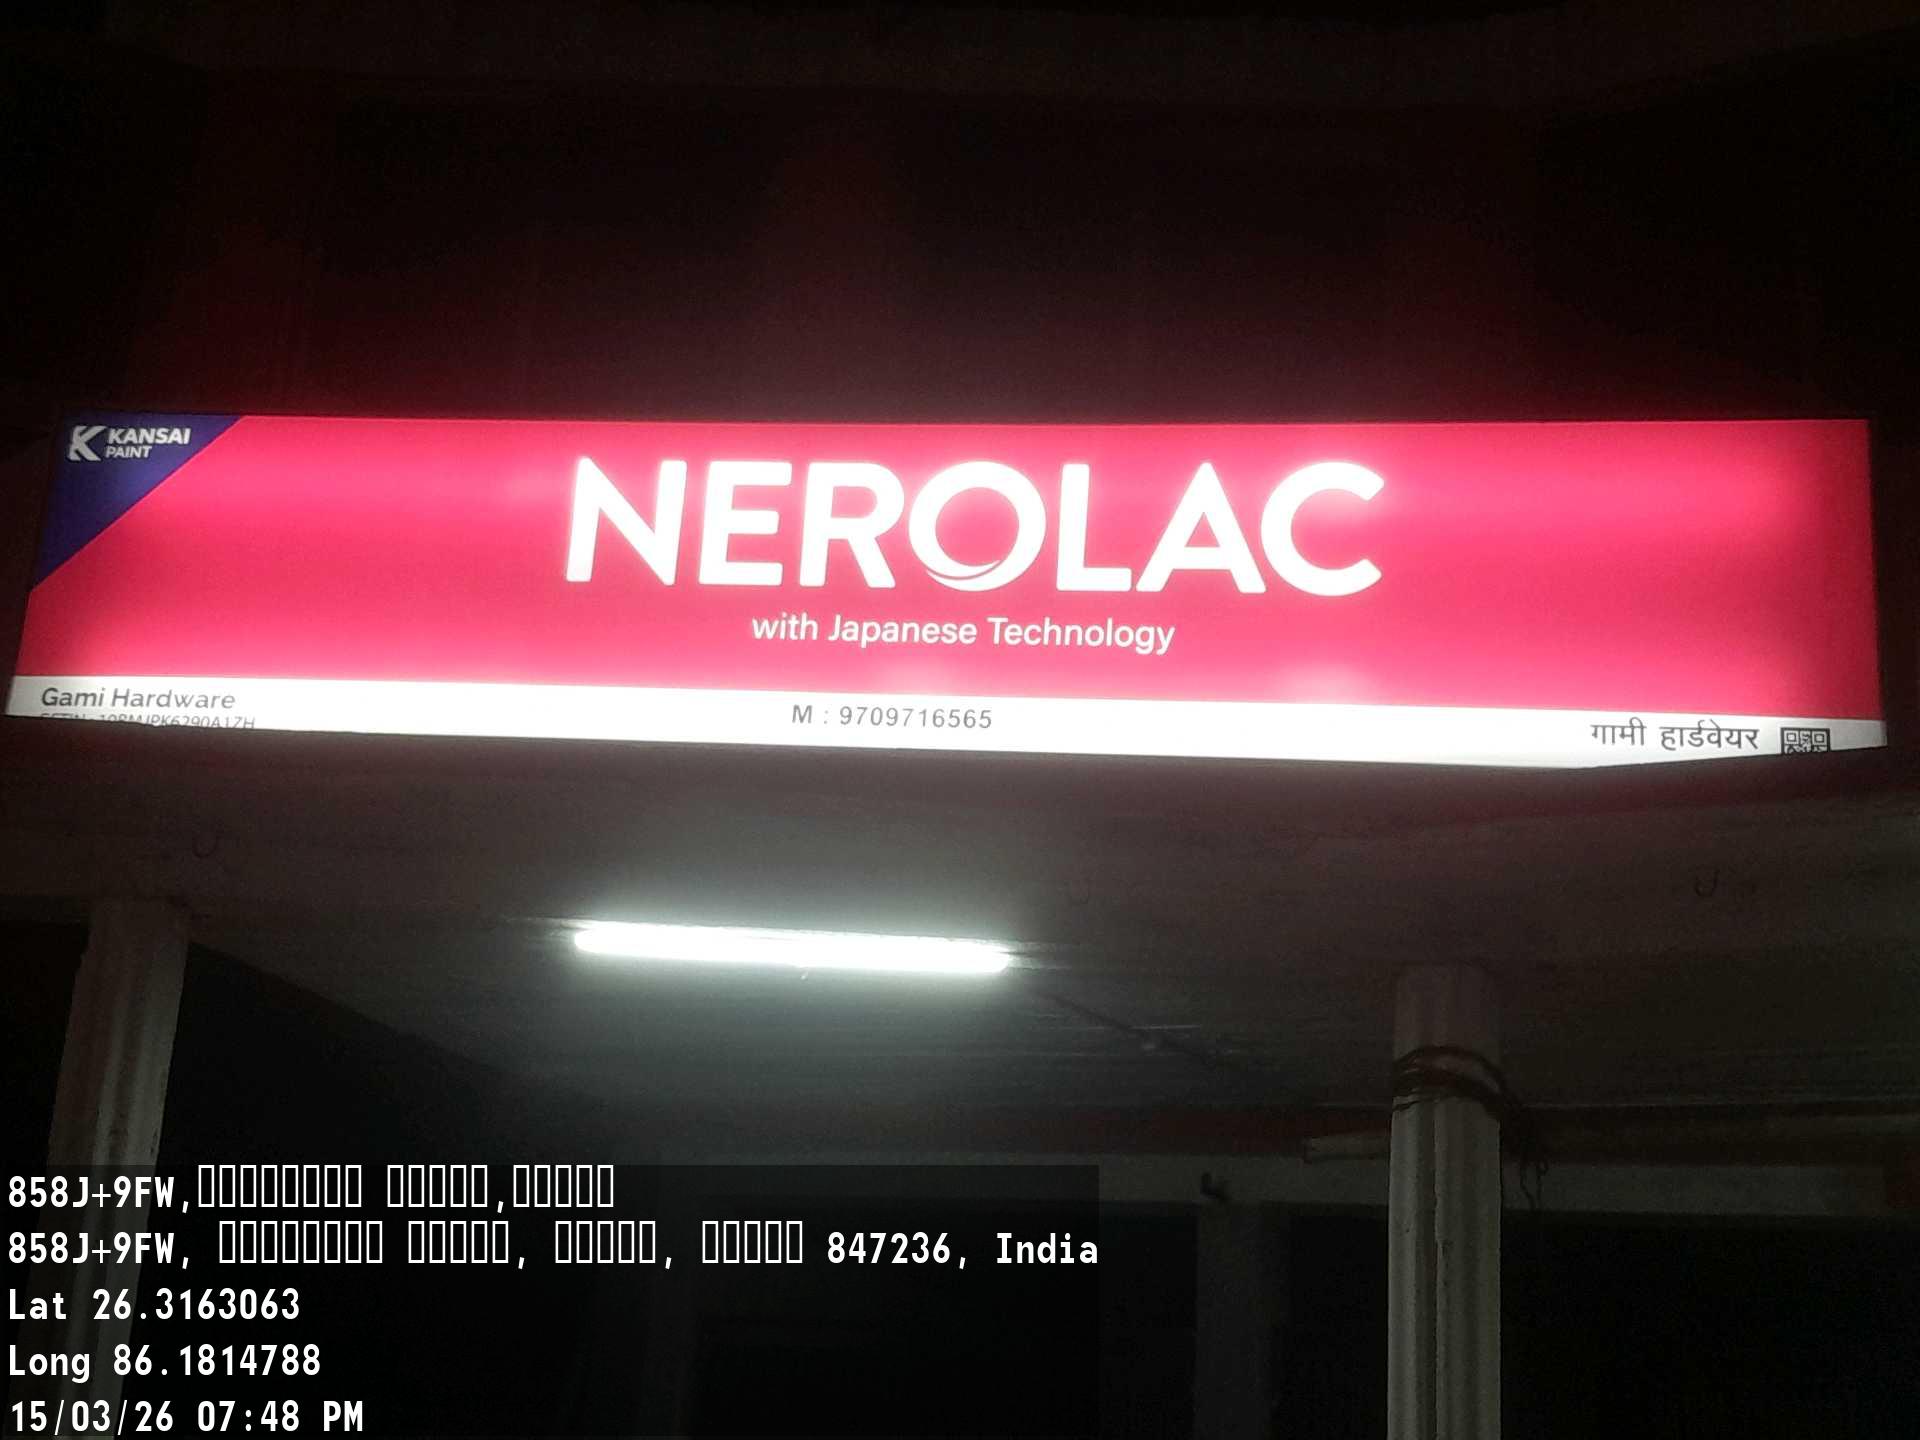 KANSAI
PAINT
NEROLAC
with Japanese Technology
Gami Hardware
M : 9709716565
गामी हार्डवेयर
858J+9FW,
858J+9FW, 847236, India
Lat 26.3163063
Long 86.1814788
15/03/26 07:48 PM